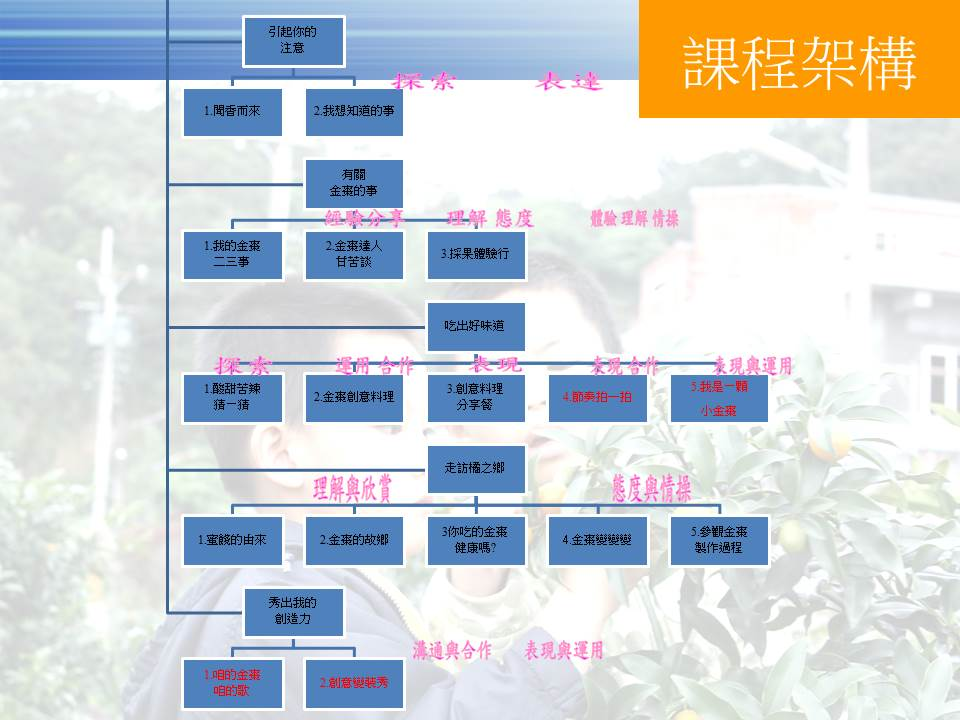 課程架構
引起你的
注意
探索
表達
1.聞香而來
2.我想知道的事
有關
金棗的事
經驗分享
理解 態度
體驗 理解 情操
1.我的金棗
二三事
2.金棗達人
甘苦談
3.採果體驗行
吃出好味道
探索
運用 合作
表現
表現 合作
表現與運用
1.酸甜苦辣
猜一猜
2.金棗創意料理
3.創意料理
分享餐
4.節奏拍一拍
5.我是一顆
小金棗
走訪橘之鄉
理解與欣賞
態度與情操
1.蜜餞的由來
2.金棗的故鄉
3你吃的金棗
健康嗎?
4.金棗變變變
5.參觀金棗
製作過程
秀出我的
創造力
溝通與合作
表現與運用
1.咱的金棗
咱的歌
2.創意變裝秀